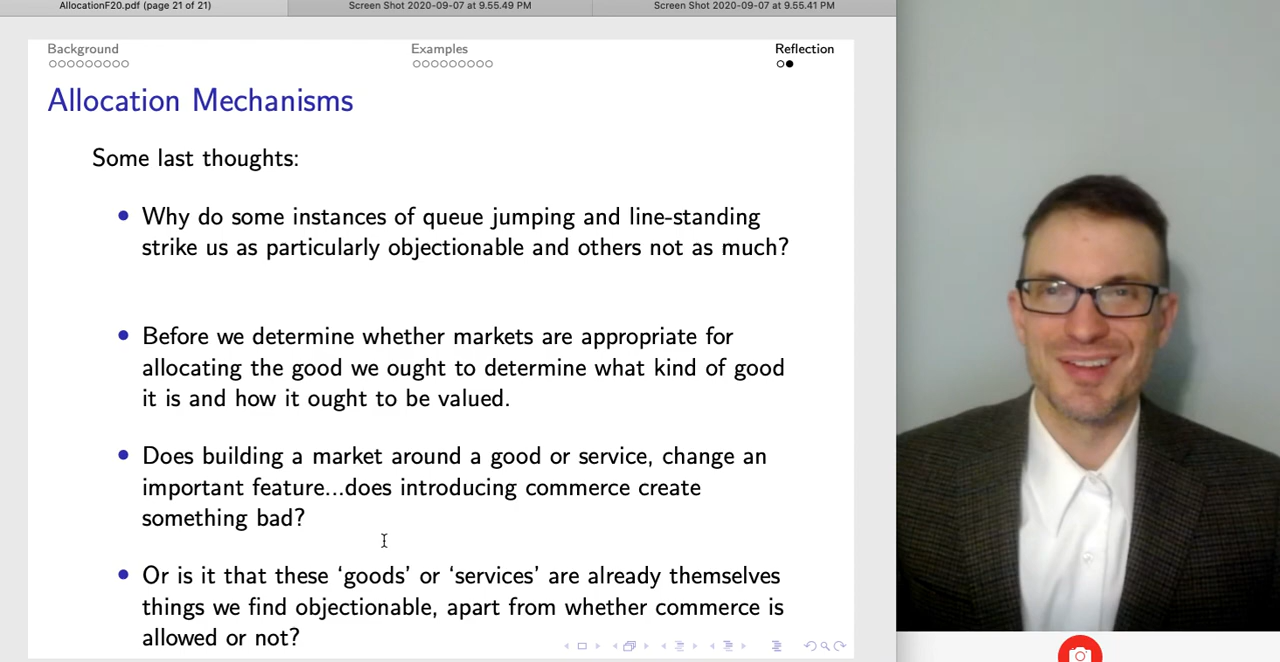 AllocationF20.pdf (page 21 of 21)
Screen Shot 2020-09-07 at 9.55.49 PM
Screen Shot 2020-09-07 at 9.55.41 PM
Background
Examples
Reflection
Allocation Mechanisms
Some last thoughts:
• Why do some instances of queue jumping and line-standing
strike us as particularly objectionable and others not as much?
• Before we determine whether markets are appropriate for
allocating the good we ought to determine what kind of good
it is and how it ought to be valued.
• Does building a market around a good or service, change an
important feature...does introducing commerce create
something bad?
• Or is it that these ‘goods’ or ‘services’ are already themselves
things we find objectionable, apart from whether commerce is
allowed or not?